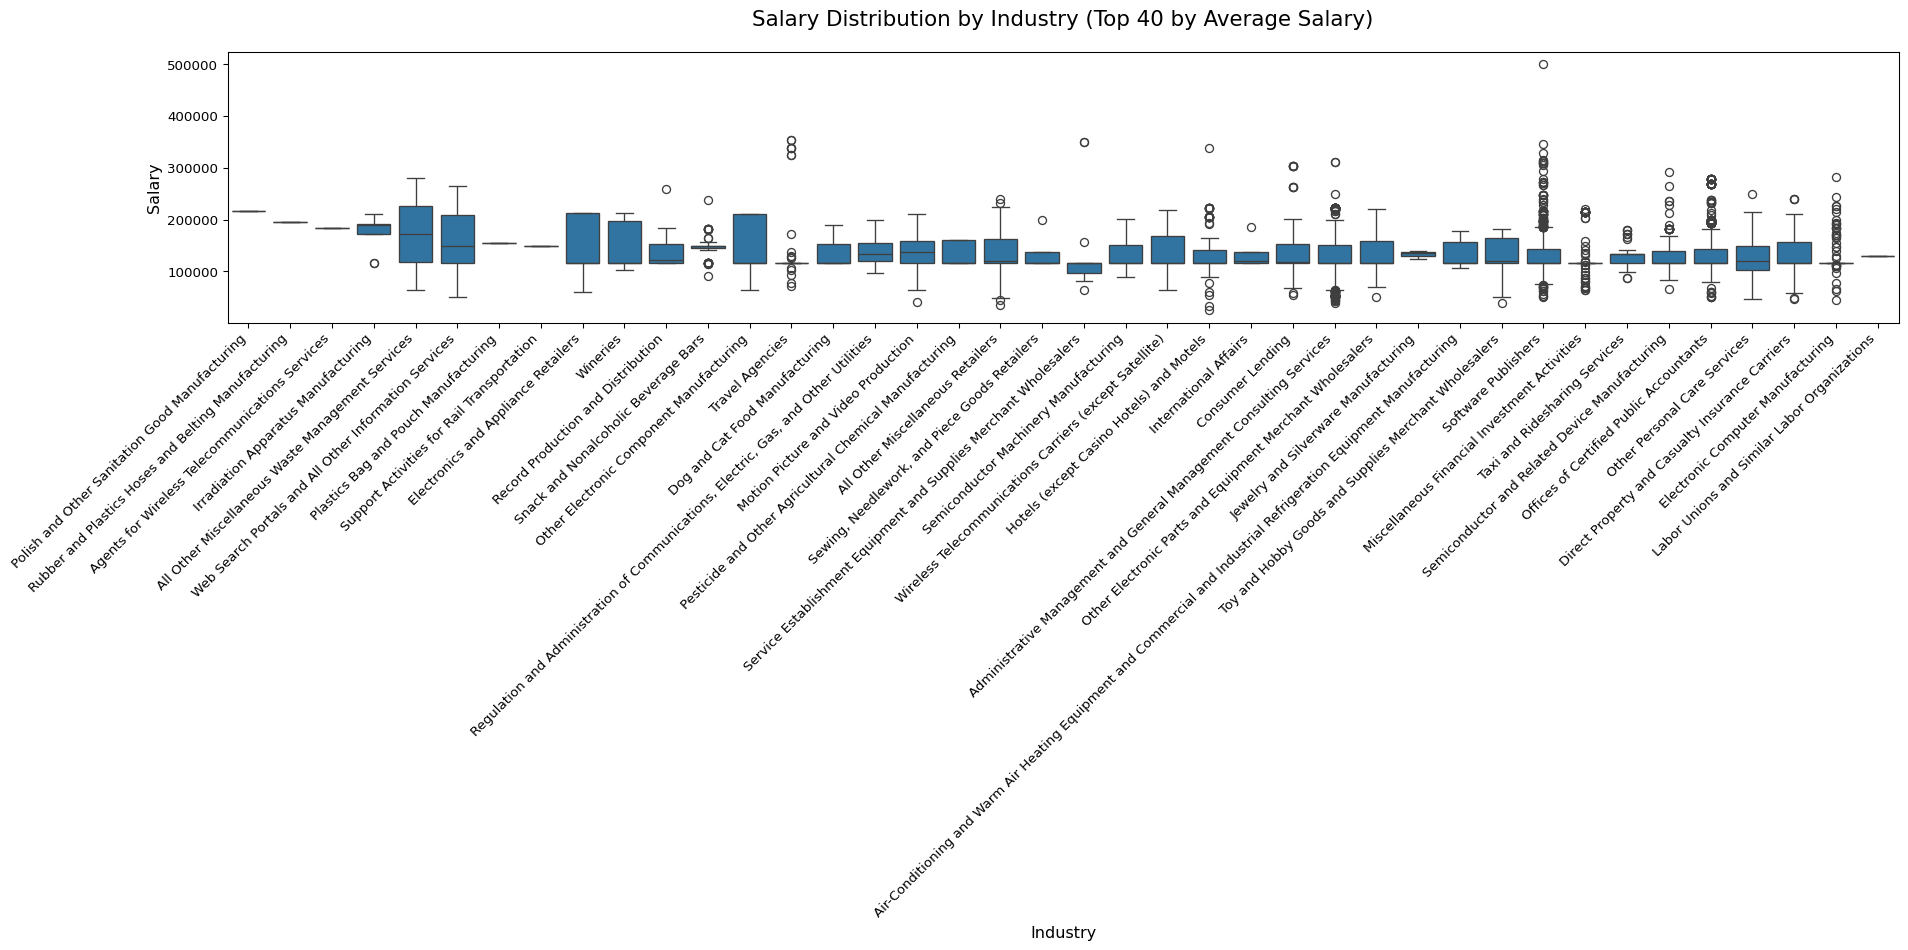 Salary Distribution by Industry (Top 40 by Average Salary)
500000
400000
300000
200000
100000
Salary
Polish and Other Sanitation Good Manufacturing
Rubber and Plastics Hoses and Belting Manufacturing
Agents for Wireless Telecommunications Services
Irradiation Apparatus Manufacturing
All Other Miscellaneous Waste Management Services
Web Search Portals and All Other Information Services
Plastics Bag and Pouch Manufacturing
Support Activities for Rail Transportation
Electronics and Appliance Retailers
Wineries
Record Production and Distribution
Snack and Nonalcoholic Beverage Bars
Other Electronic Component Manufacturing
Travel Agencies
Dog and Cat Food Manufacturing
Regulation and Administration of Communications, Electric, Gas, and Other Utilities
Motion Picture and Video Production
Pesticide and Other Agricultural Chemical Manufacturing
All Other Miscellaneous Retailers
Sewing, Needlework, and Piece Goods Retailers
Service Establishment Equipment and Supplies Merchant Wholesalers
Semiconductor Machinery Manufacturing
Wireless Telecommunications Carriers (except Satellite)
Hotels (except Casino Hotels) and Motels
International Affairs
Consumer Lending
Administrative Management and General Management Consulting Services
Other Electronic Parts and Equipment Merchant Wholesalers
Jewelry and Silverware Manufacturing
Air-Conditioning and Warm Air Heating Equipment and Commercial and Industrial Refrigeration Equipment Manufacturing
Toy and Hobby Goods and Supplies Merchant Wholesalers
Software Publishers
Miscellaneous Financial Investment Activities
Taxi and Ridesharing Services
Semiconductor and Related Device Manufacturing
Offices of Certified Public Accountants
Other Personal Care Services
Direct Property and Casualty Insurance Carriers
Electronic Computer Manufacturing
Labor Unions and Similar Labor Organizations
Industry